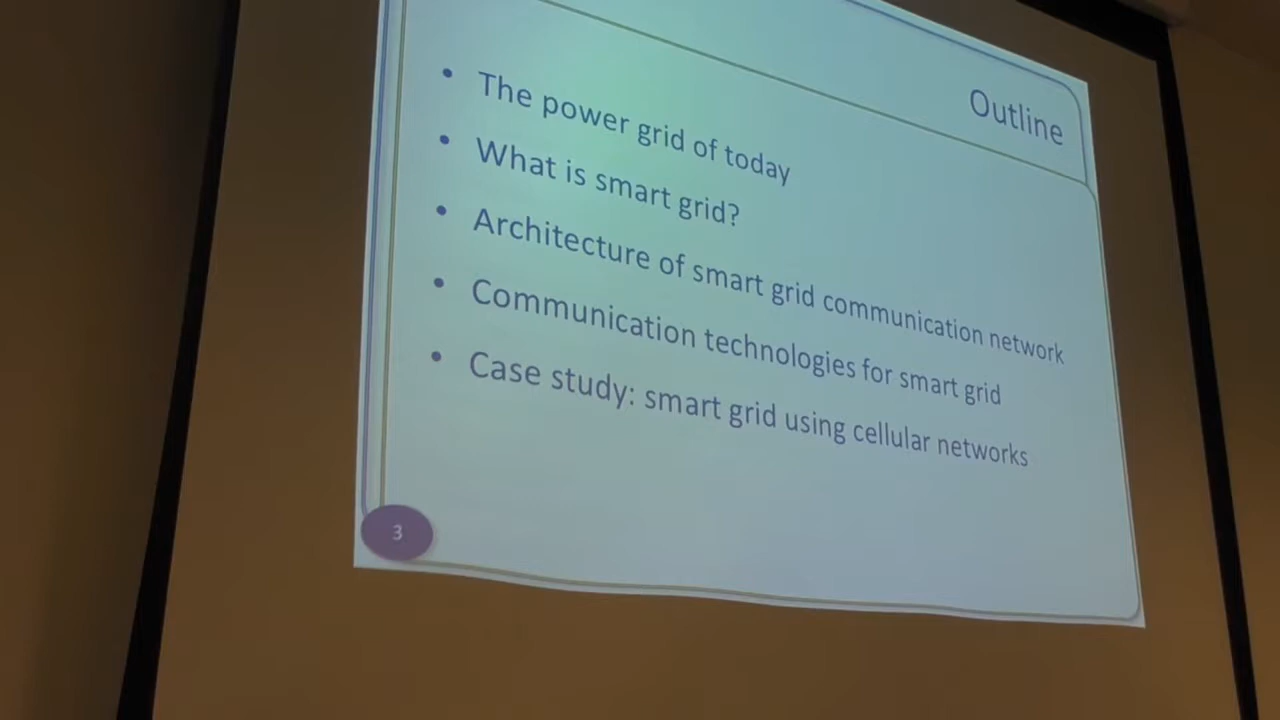 Outline
• The power grid of today
• What is smart grid?
• Architecture of smart grid communication network
• Communication technologies for smart grid
• Case study: smart grid using cellular networks
3